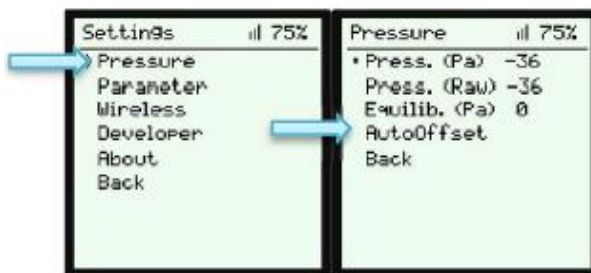 Settings 75%
Pressure
Parameter
Wireless
Developer
About
Back
Pressure 75%
Press. (Pa) -36
Press. (Raw) -36
Equilib. (Pa) 0
AutoOffset
Back